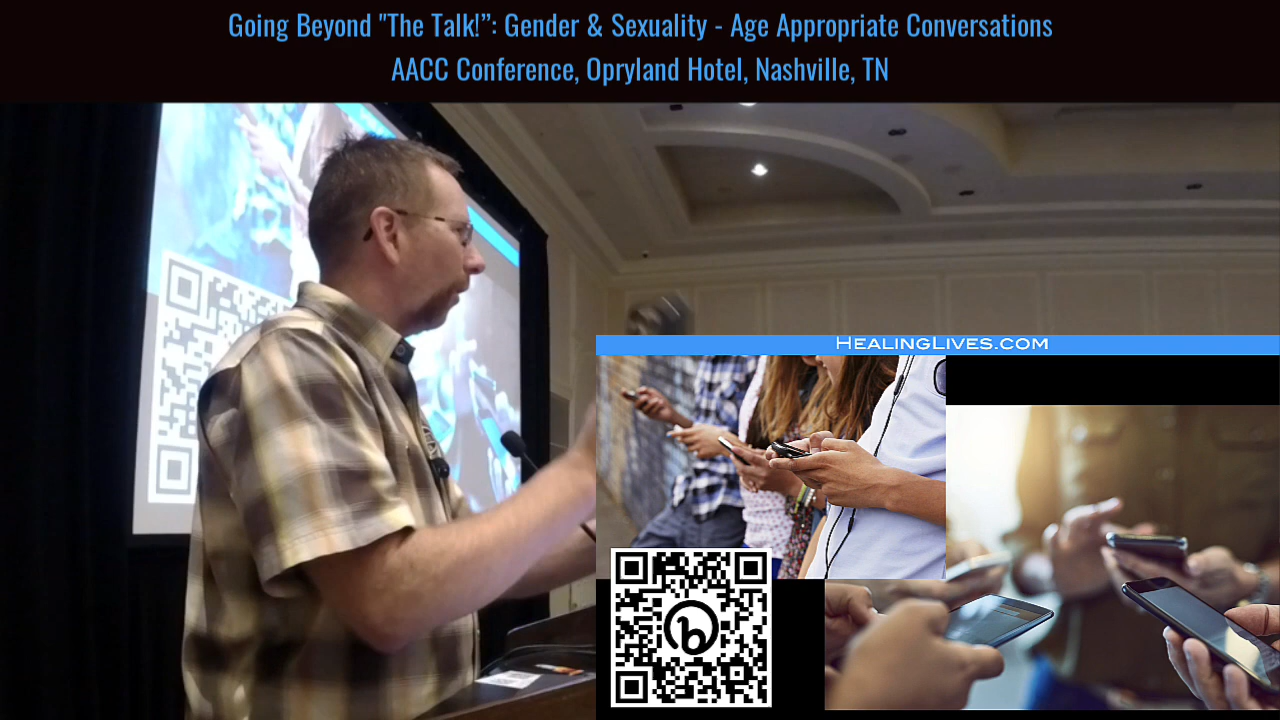 Going Beyond "The Talk!”: Gender & Sexuality - Age Appropriate Conversations
AACC Conference, Opryland Hotel, Nashville, TN
HealingLives.com
b